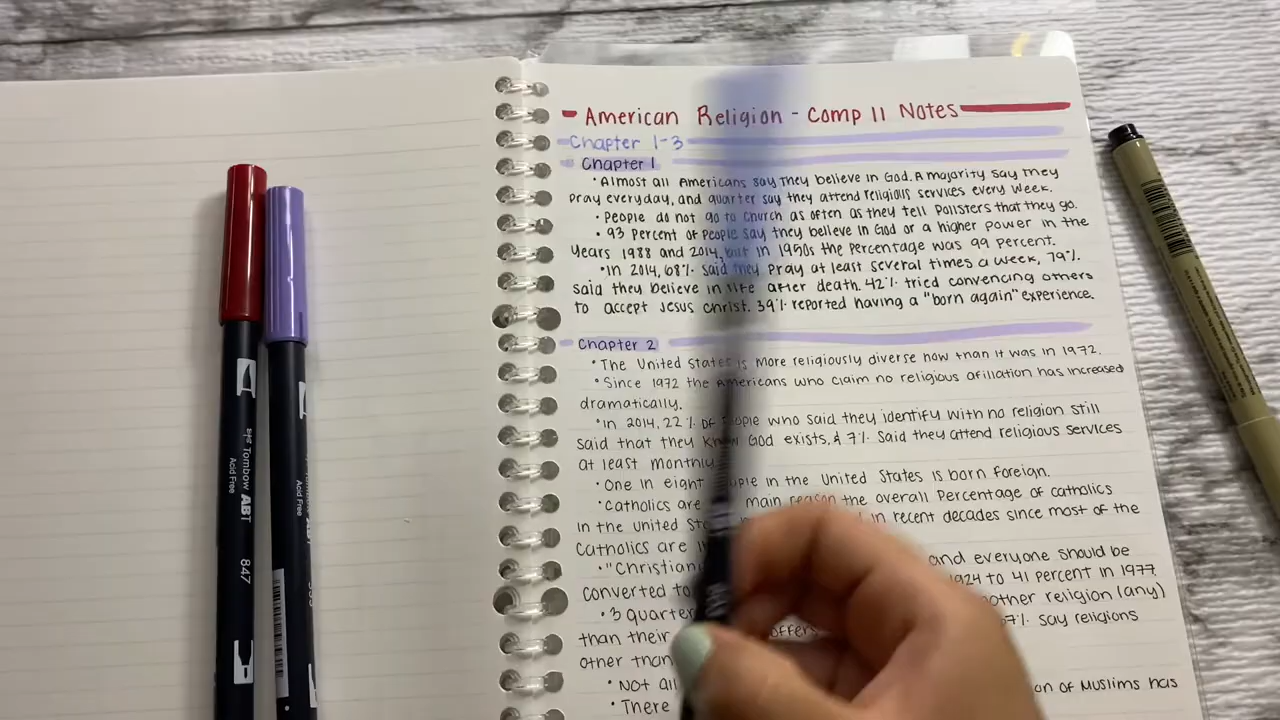 American Religion - Comp 11 Notes
Chapter 1-3
Chapter 1
• Almost all Americans say they believe in God. A majority say they
pray everyday, and quarter say they attend religious services every week.
• People do not go to church as often as they tell Pollsters that they go.
• 93 percent of people say they believe in God or a higher power in the
years 1988 and 2014, but in 1950s the percentage was 99 percent.
• In 2014, 68% said they pray at least several times a week, 79%
said they believe in life after death. 42% tried convencing others
to accept Jesus Christ. 39% reported having a "born again" experience.
Chapter 2
• The United States is more religiously diverse now than it was in 1972.
• Since 1972 the Americans who claim no religious afiliation has increased
dramatically.
• In 2014, 22% of people who said they identify with no religion still
said that they know God exists, & 7% said they attend religious services
at least monthly
• One in eight people in the United States is born foreign.
• Catholics are main reason the overall Percentage of catholics
in the United in recent decades since most of the
Catholics are
• "Christian and everyone should be
converted to 1924 to 41 percent in 1977
• 3 quarter another religion (any)
than their offers 7% say religions
other than
• Not all of Muslims has
• There
Tombow ABT
Acid Free
847
Acid Free